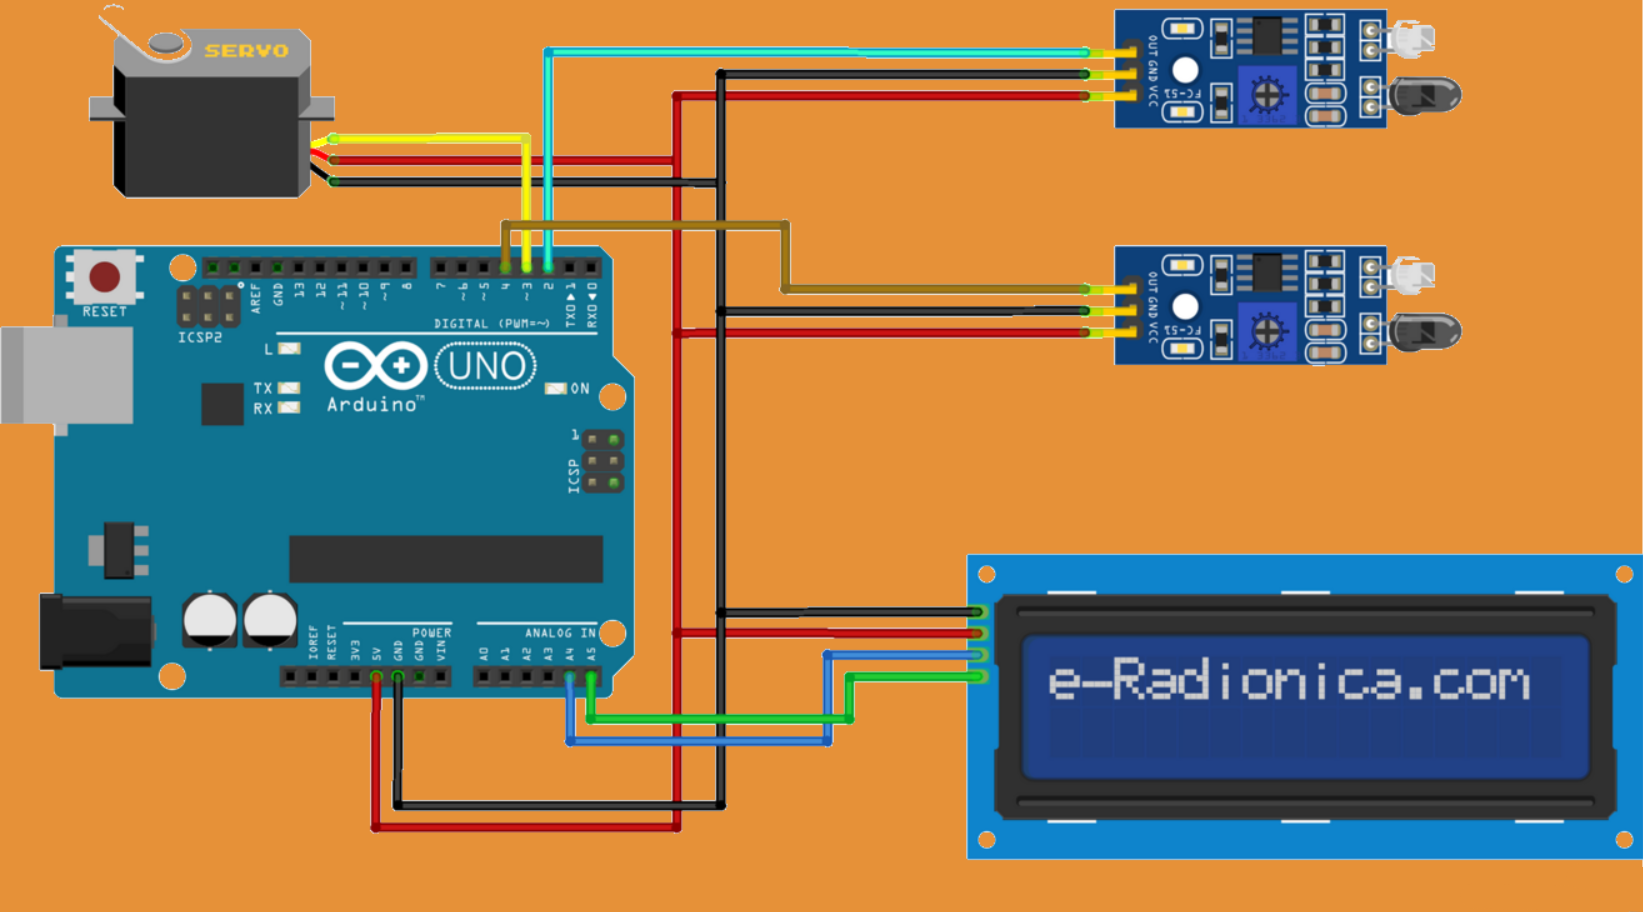 SERVO
OUT GND VCC
FC-51
RESET
ICSP2
AREF
GND
13
12
~11
~10
~9
8
7
~6
~5
4
~3
2
TX0▶1
RX0◀0
DIGITAL (PWM=~)
L
TX
RX
UNO
ON
Arduino™
1
ICSP
OUT GND VCC
FC-51
POWER
ANALOG IN
IOREF
RESET
3V3
5V
GND
GND
VIN
A0
A1
A2
A3
A4
A5
e-Radionica.com